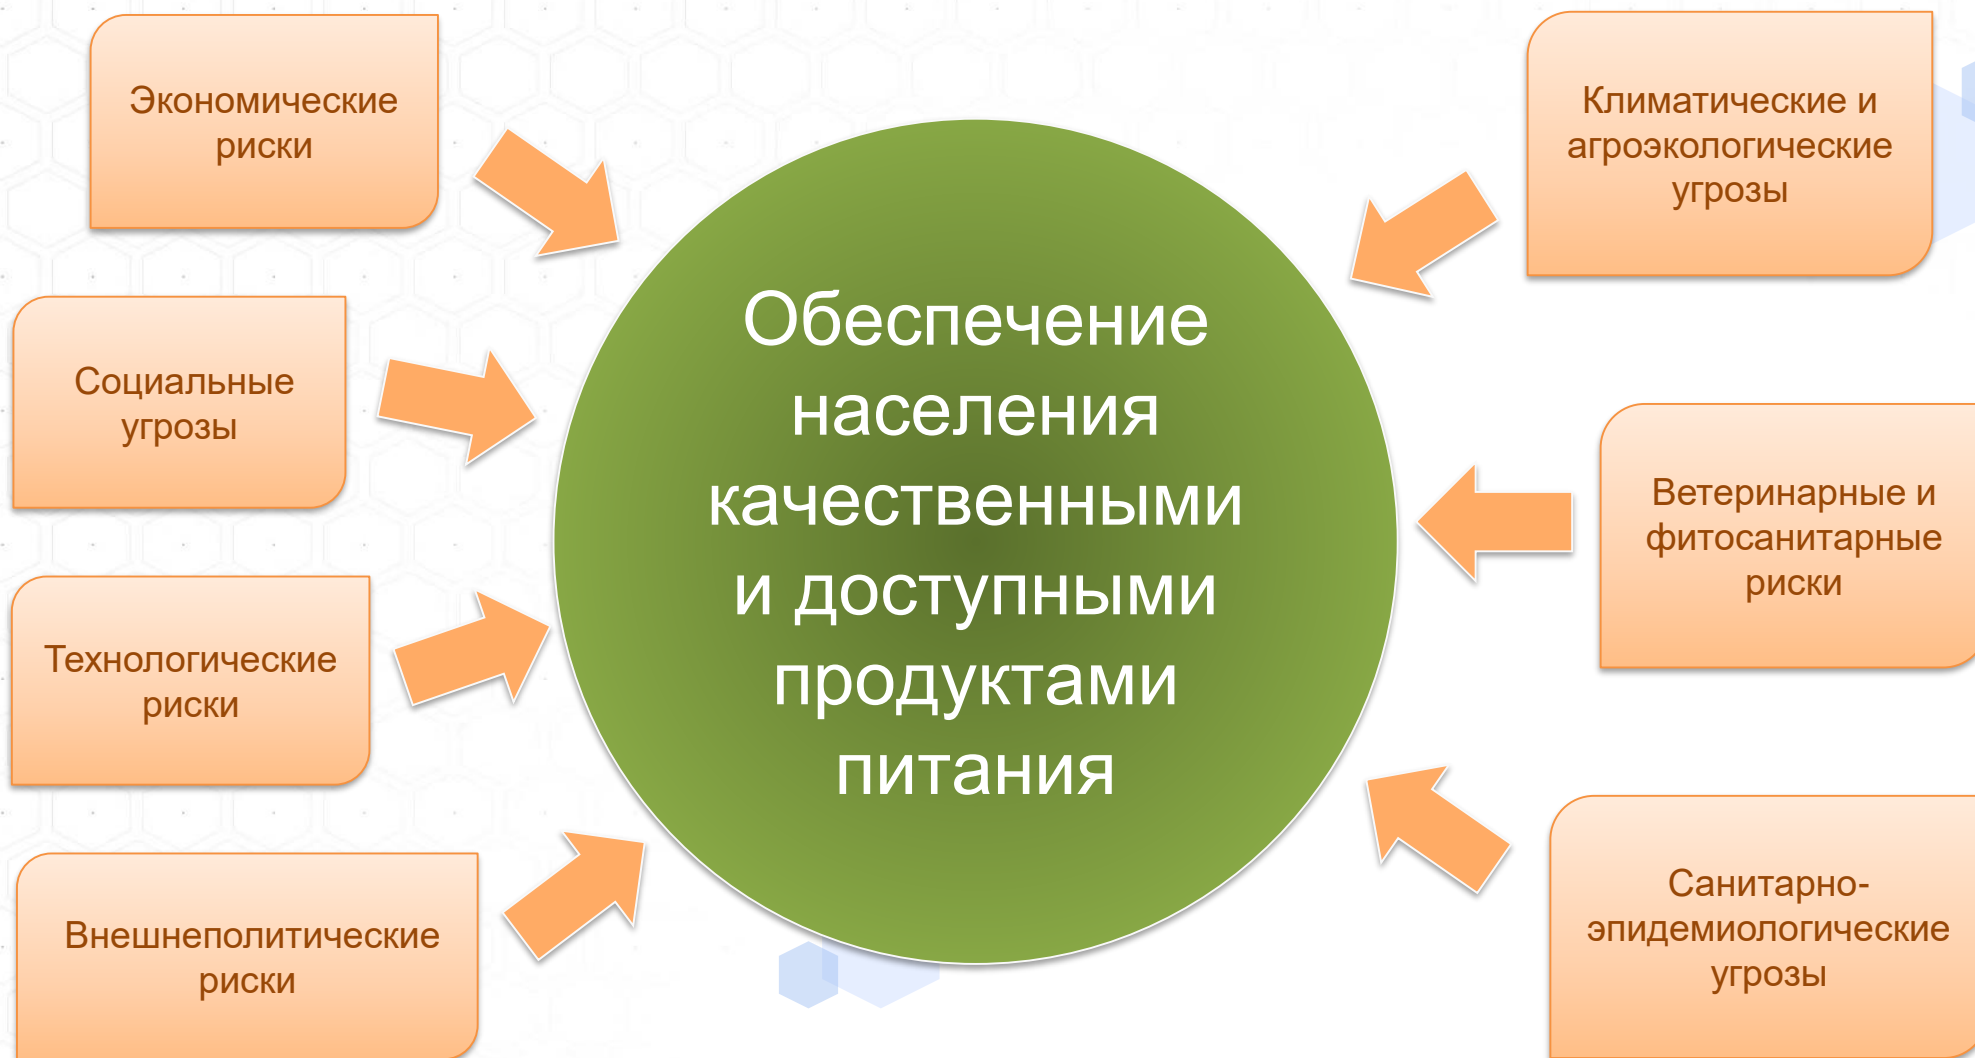 Экономические
риски
Социальные
угрозы
Технологические
риски
Внешнеполитические
риски
Обеспечение
населения
качественными
и доступными
продуктами
питания
Климатические и
агроэкологические
угрозы
Ветеринарные и
фитосанитарные
риски
Санитарно-
эпидемиологические
угрозы